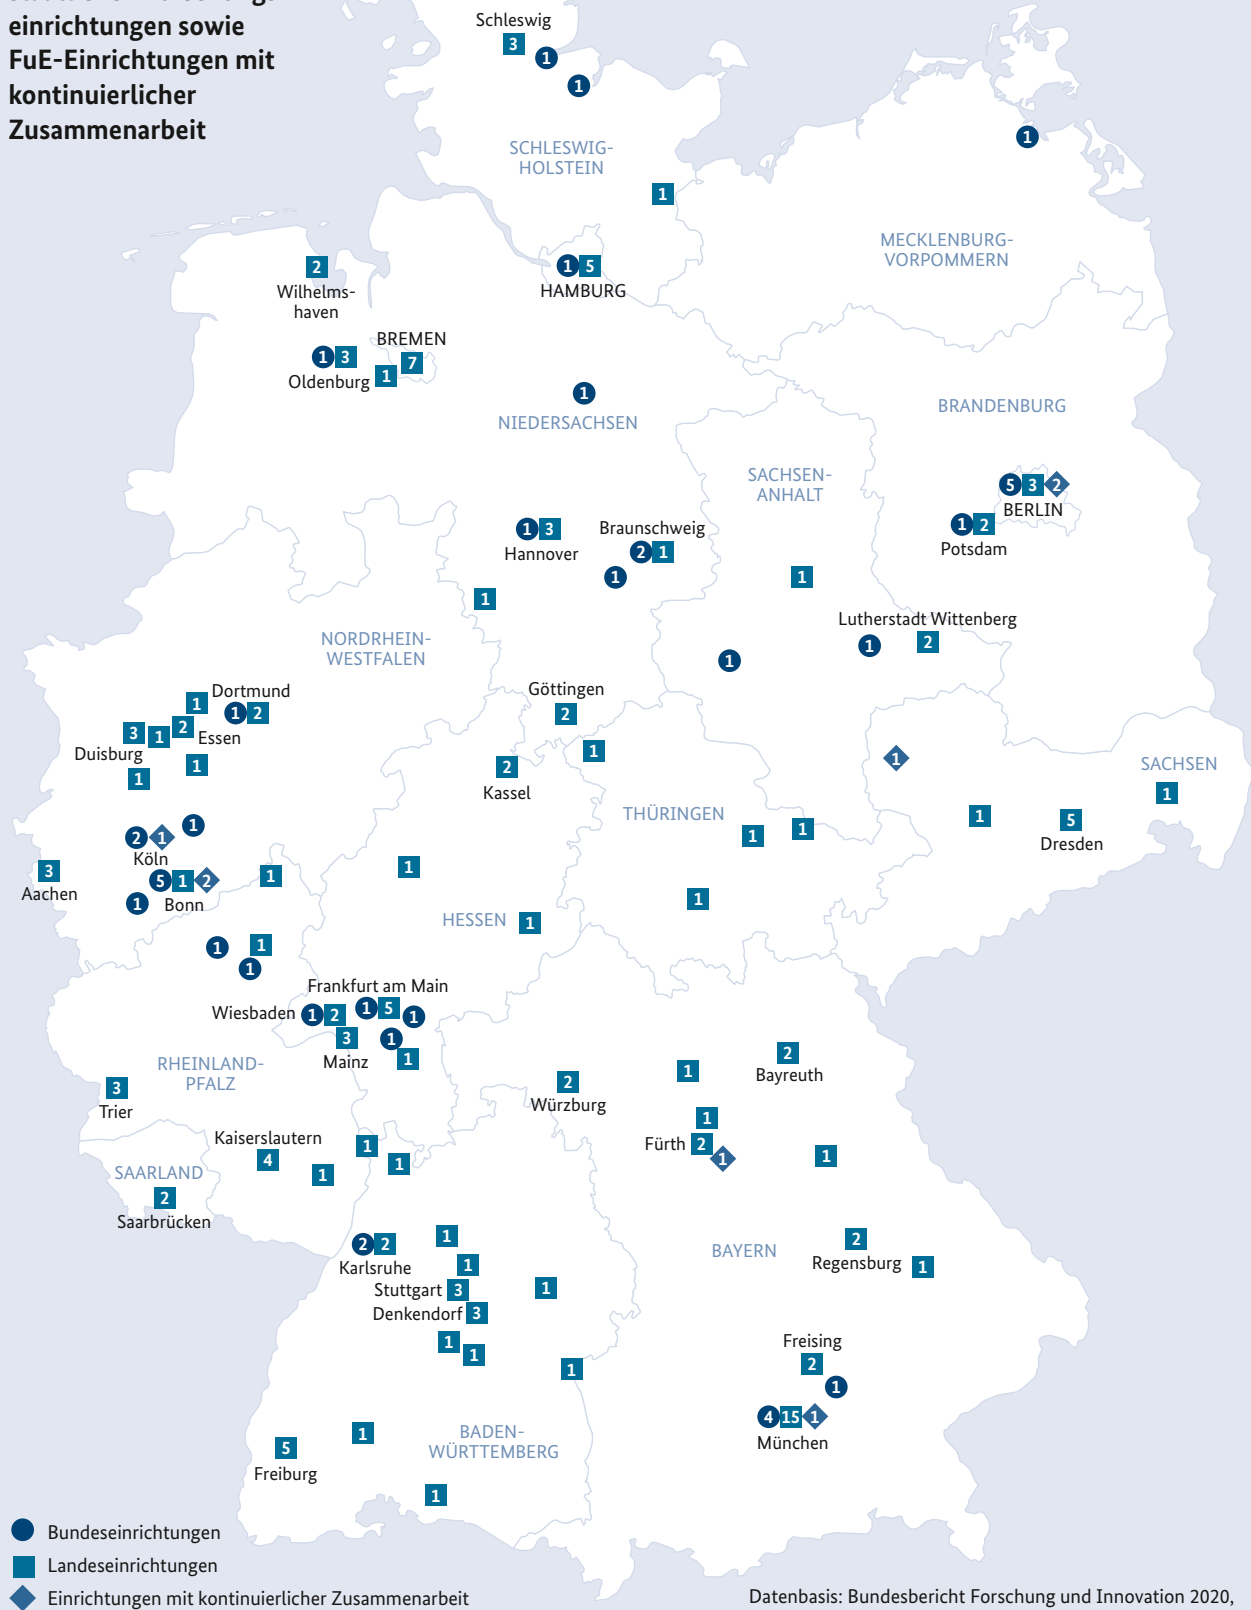 einrichtungen sowie
FuE-Einrichtungen mit
kontinuierlicher
Zusammenarbeit
Schleswig
3
1
1
SCHLESWIG-
HOLSTEIN
1
1
MECKLENBURG-
VORPOMMERN
2
Wilhelms-
haven
1 5
HAMBURG
BREMEN
7
1 3
Oldenburg
1
1
NIEDERSACHSEN
BRANDENBURG
SACHSEN-
ANHALT
5 3 2
BERLIN
1 2
Potsdam
1 3
Hannover
Braunschweig
2 1
1
1
1
Lutherstadt Wittenberg
1
2
1
NORDRHEIN-
WESTFALEN
Göttingen
2
1
Dortmund
1
1 2
2
Essen
3
1
Duisburg
1
1
2
Kassel
1
SACHSEN
1
THÜRINGEN
1
1
1
5
Dresden
2 1
1
Köln
3
Aachen
5 1 2
Bonn
1
1
1
1
HESSEN
1
1
1
1
Frankfurt am Main
Wiesbaden 1 2
1 5
1
3
Mainz
1
1
RHEINLAND-
PFALZ
3
Trier
2
Würzburg
1
2
Bayreuth
1
Fürth 2
1
1
Kaiserslautern
4
1
1
1
SAARLAND
2
Saarbrücken
2 2
Karlsruhe
1
1
Stuttgart 3
Denkendorf 3
1
1
1
1
BAYERN
2
Regensburg
1
Freising
2
1
4 15 1
München
BADEN-
WÜRTTEMBERG
1
5
Freiburg
1
Bundeseinrichtungen
Landeseinrichtungen
Einrichtungen mit kontinuierlicher Zusammenarbeit
Datenbasis: Bundesbericht Forschung und Innovation 2020,